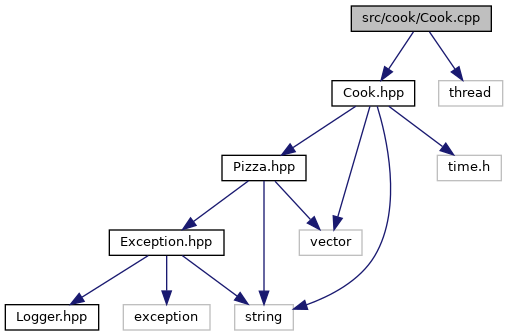 src/cook/Cook.cpp
Cook.hpp
thread
Pizza.hpp
time.h
Exception.hpp
vector
Logger.hpp
exception
string